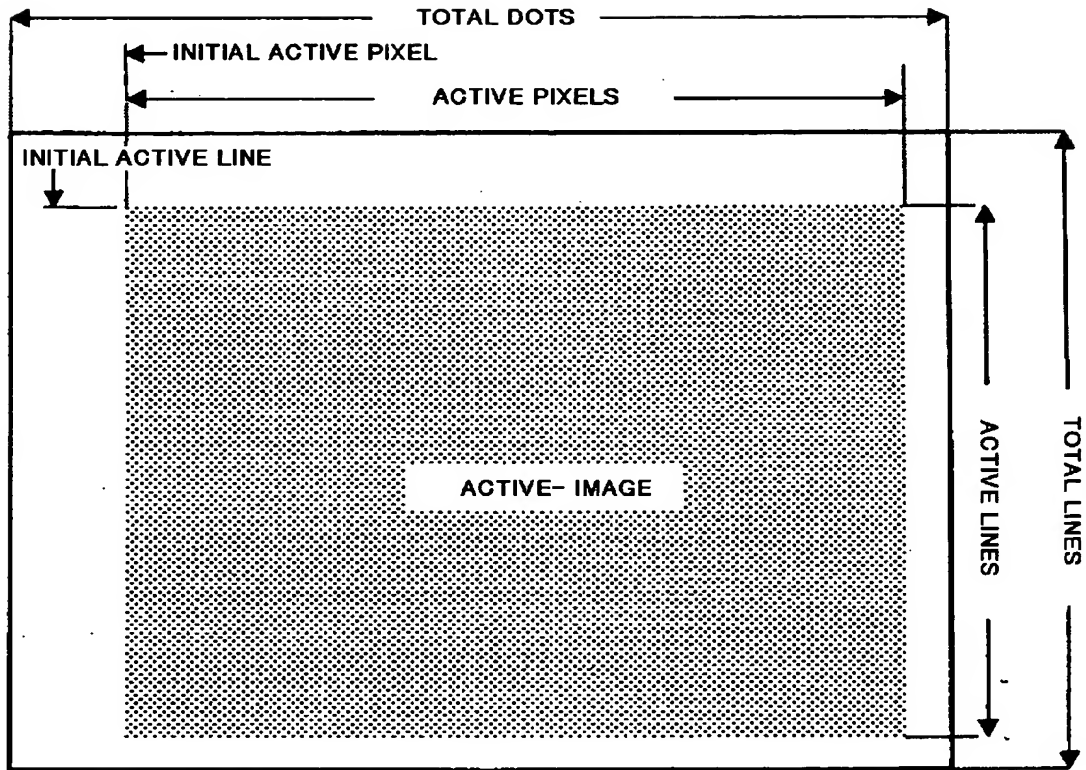 TOTAL DOTS
INITIAL ACTIVE PIXEL
ACTIVE PIXELS
INITIAL ACTIVE LINE
ACTIVE- IMAGE
ACTIVE LINES
TOTAL LINES